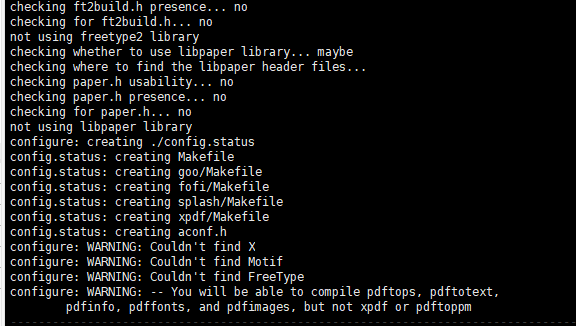 checking ft2build.h presence... no
checking for ft2build.h... no
not using freetype2 library
checking whether to use libpaper library... maybe
checking where to find the libpaper header files...
checking paper.h usability... no
checking paper.h presence... no
checking for paper.h... no
not using libpaper library
configure: creating ./config.status
config.status: creating Makefile
config.status: creating goo/Makefile
config.status: creating fofi/Makefile
config.status: creating splash/Makefile
config.status: creating xpdf/Makefile
config.status: creating aconf.h
configure: WARNING: Couldn't find X
configure: WARNING: Couldn't find Motif
configure: WARNING: Couldn't find FreeType
configure: WARNING: -- You will be able to compile pdftops, pdftotext,
pdfinfo, pdffonts, and pdfimages, but not xpdf or pdftoppm